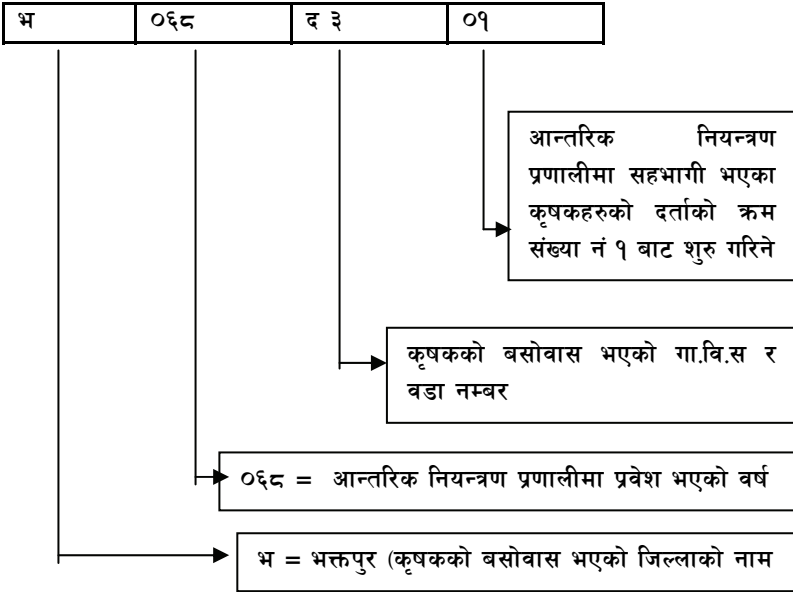 भ ०६८ द ३ ०१
आन्तरिक नियन्त्रण
प्रणालीमा सहभागी भएका
कृषकहरुको दर्ताको क्रम
संख्या नं १ बाट शुरु गरिने
कृषकको बसोवास भएको गा.वि.स र
वडा नम्बर
०६८ = आन्तरिक नियन्त्रण प्रणालीमा प्रवेश भएको वर्ष
भ = भक्तपुर (कृषकको बसोवास भएको जिल्लाको नाम